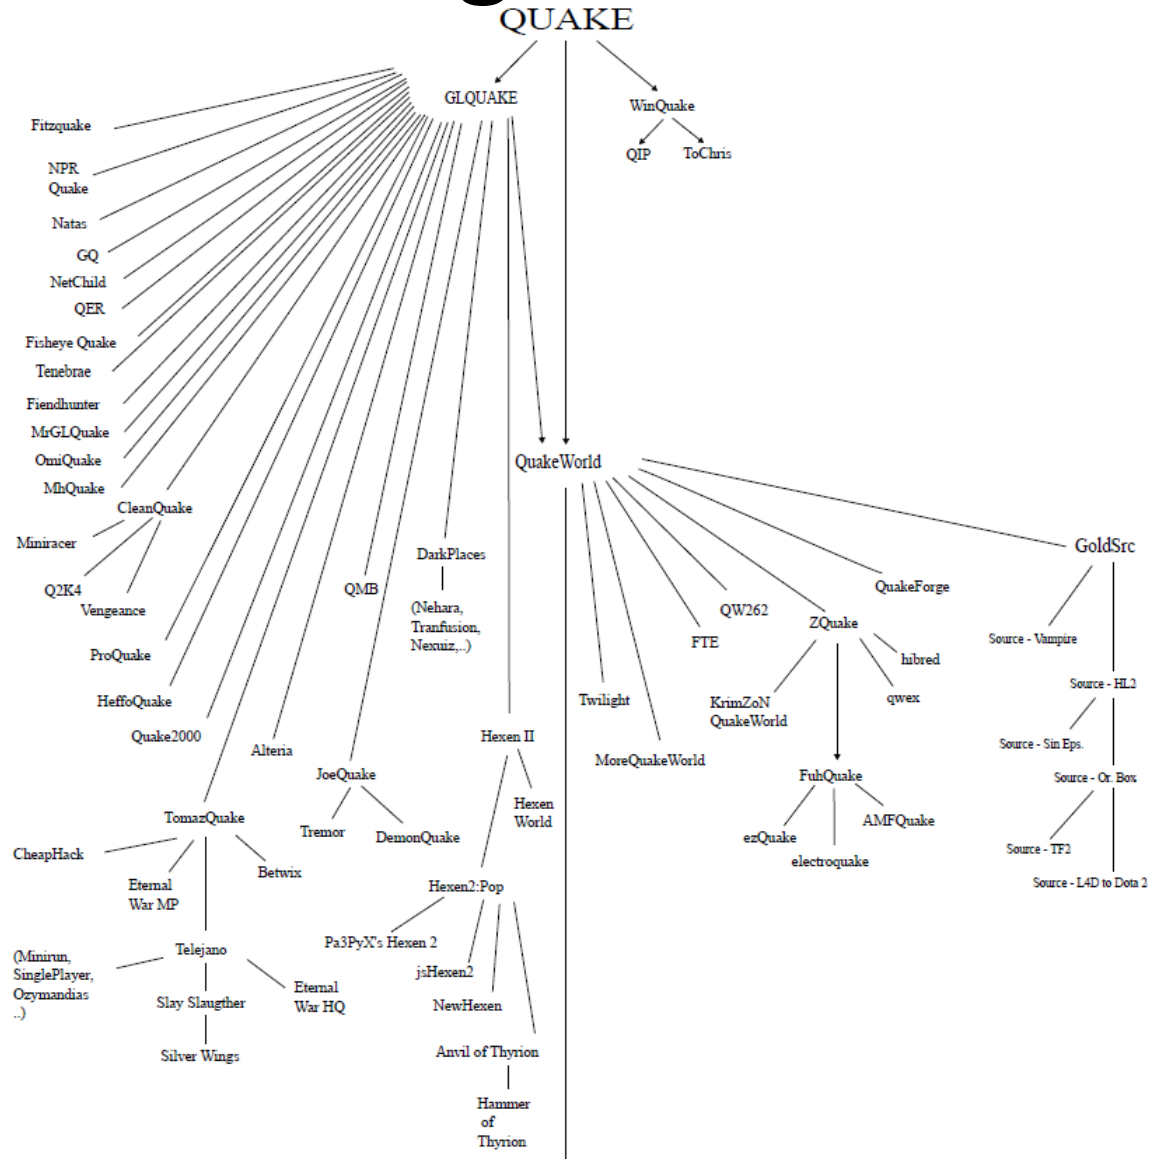 QUAKE
GLQUAKE
WinQuake
QIP
ToChris
Fitzquake
NPR
Quake
Natas
GQ
NetChild
QER
Fisheye Quake
Tenebrae
Fiendhunter
MrGLQuake
OmiQuake
MhQuake
CleanQuake
Miniracer
Q2K4
Vengeance
ProQuake
HeffoQuake
Quake2000
Alteria
QMB
DarkPlaces
(Nehara,
Tranfusion,
Nexuiz,..)
JoeQuake
Tremor
DemonQuake
TomazQuake
CheapHack
Eternal
War MP
Betwix
Telejano
(Minirun,
SinglePlayer,
Ozymandias
..)
Slay Slaugther
Silver Wings
Eternal
War HQ
Hexen II
Hexen
World
Hexen2:Pop
Pa3PyX's Hexen 2
jsHexen2
NewHexen
Anvil of Thyrion
Hammer
of
Thyrion
QuakeWorld
Twilight
MoreQuakeWorld
FTE
QW262
ZQuake
KrimZoN
QuakeWorld
hibred
qwex
FuhQuake
ezQuake
electroquake
AMFQuake
QuakeForge
GoldSrc
Source - Vampire
Source - HL2
Source - Sin Eps.
Source - Or. Box
Source - TF2
Source - L4D to Dota 2